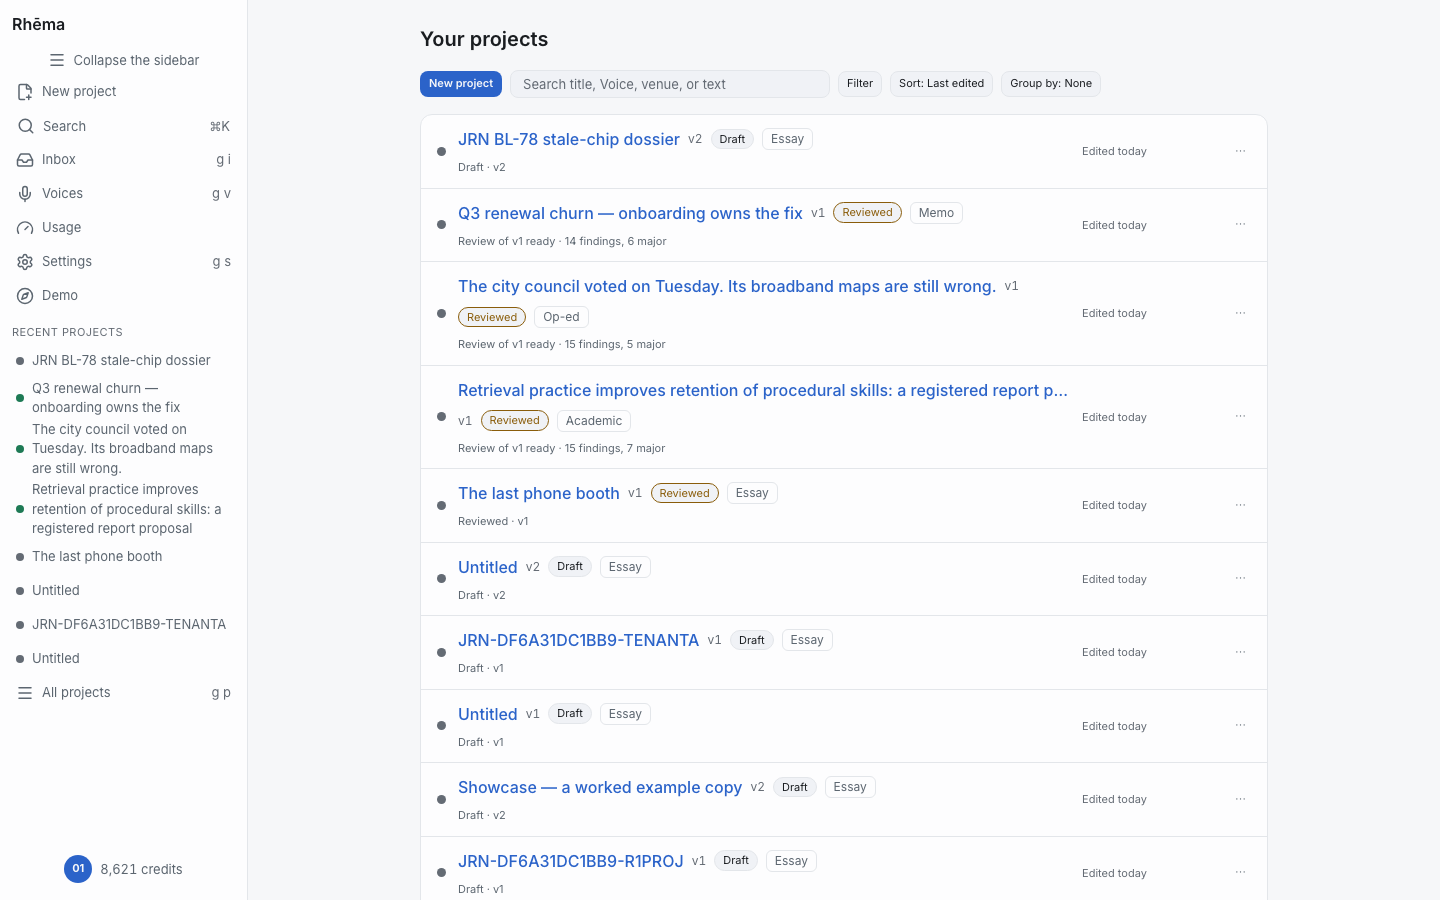 Rhēma
Collapse the sidebar
New project
Search ⌘K
Inbox g i
Voices g v
Usage
Settings g s
Demo
RECENT PROJECTS
JRN BL-78 stale-chip dossier
Q3 renewal churn —
onboarding owns the fix
The city council voted on
Tuesday. Its broadband maps
are still wrong.
Retrieval practice improves
retention of procedural skills: a
registered report proposal
The last phone booth
Untitled
JRN-DF6A31DC1BB9-TENANTA
Untitled
All projects g p
01 8,621 credits
Your projects
New project Search title, Voice, venue, or text Filter Sort: Last edited Group by: None
JRN BL-78 stale-chip dossier v2 Draft Essay
Draft · v2
Edited today ...
Q3 renewal churn — onboarding owns the fix v1 Reviewed Memo
Review of v1 ready · 14 findings, 6 major
Edited today ...
The city council voted on Tuesday. Its broadband maps are still wrong. v1
Reviewed Op-ed
Review of v1 ready · 15 findings, 5 major
Edited today ...
Retrieval practice improves retention of procedural skills: a registered report p...
v1 Reviewed Academic
Review of v1 ready · 15 findings, 7 major
Edited today ...
The last phone booth v1 Reviewed Essay
Reviewed · v1
Edited today ...
Untitled v2 Draft Essay
Draft · v2
Edited today ...
JRN-DF6A31DC1BB9-TENANTA v1 Draft Essay
Draft · v1
Edited today ...
Untitled v1 Draft Essay
Draft · v1
Edited today ...
Showcase — a worked example copy v2 Draft Essay
Draft · v2
Edited today ...
JRN-DF6A31DC1BB9-R1PROJ v1 Draft Essay
Draft · v1
Edited today ...